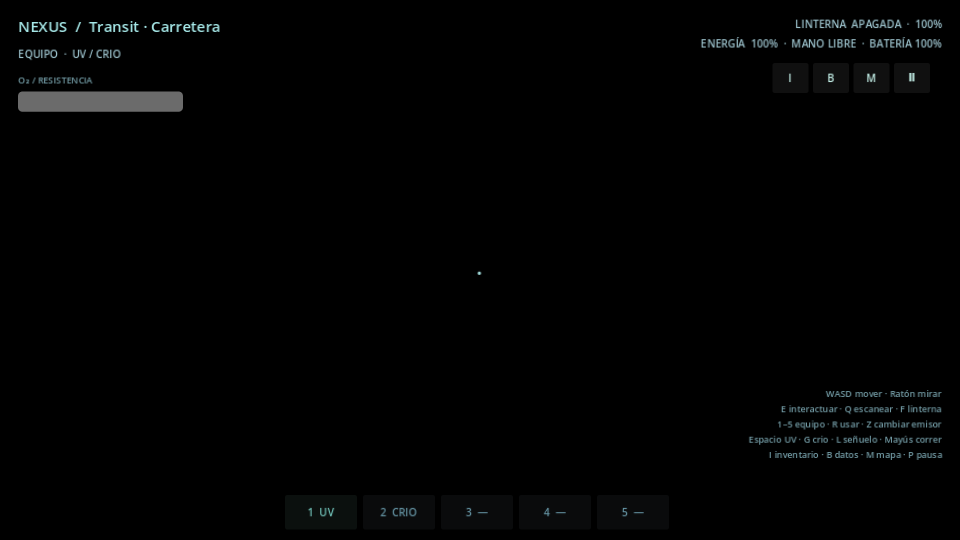 NEXUS / Transit · Carretera
EQUIPO · UV / CRIO
O₂ / RESISTENCIA
LINTERNA APAGADA · 100%
ENERGÍA 100% · MANO LIBRE · BATERÍA 100%
I B M II
WASD mover · Ratón mirar
E interactuar · Q escanear · F linterna
1–5 equipo · R usar · Z cambiar emisor
Espacio UV · G crio · L señuelo · Mayús correr
I inventario · B datos · M mapa · P pausa
1 UV 2 CRIO 3 — 4 — 5 —